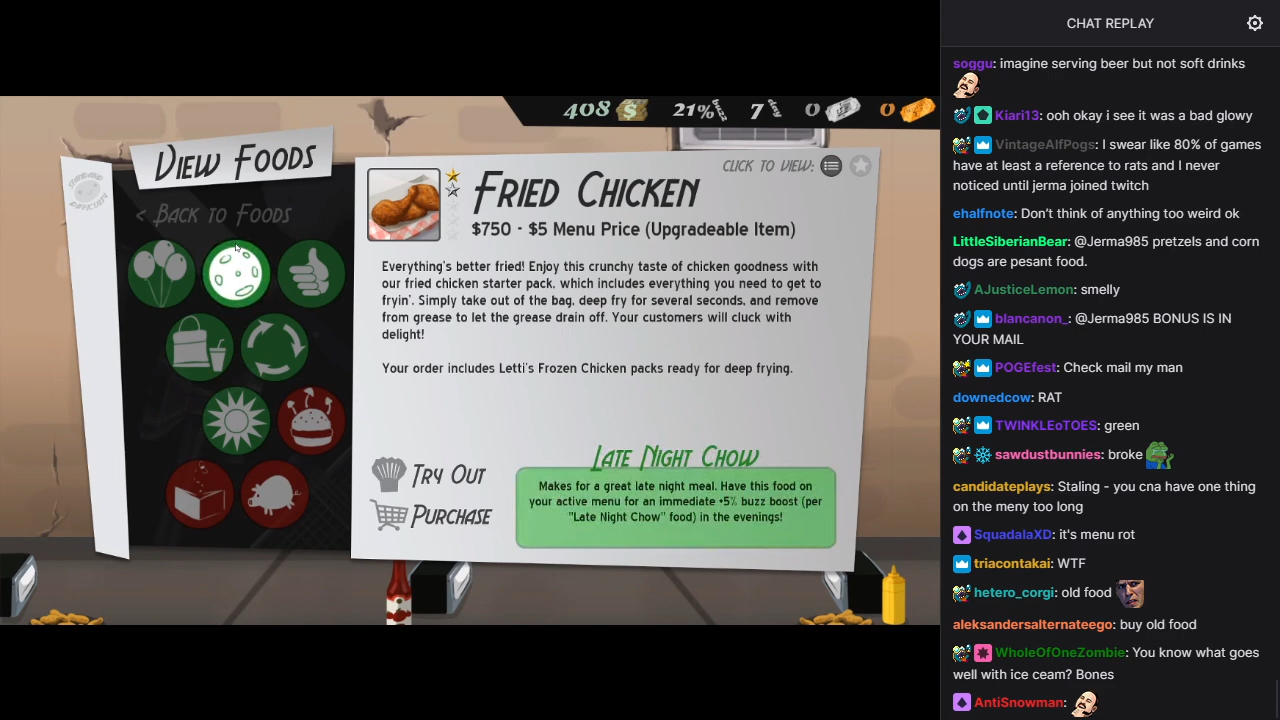 408 $ 21% buzz 7 day 0 0
VIEW FOODS
STANDARD DIFFICULTY
< BACK TO FOODS
CLICK TO VIEW:
FRIED CHICKEN
$750 - $5 Menu Price (Upgradeable Item)
Everything's better fried! Enjoy this crunchy taste of chicken goodness with
our fried chicken starter pack, which includes everything you need to get to
fryin'. Simply take out of the bag, deep fry for several seconds, and remove
from grease to let the grease drain off. Your customers will cluck with
delight!
Your order includes Letti's Frozen Chicken packs ready for deep frying.
TRY OUT
PURCHASE
LATE NIGHT CHOW
Makes for a great late night meal. Have this food on
your active menu for an immediate +5% buzz boost (per
"Late Night Chow" food) in the evenings!
CHAT REPLAY
soggu: imagine serving beer but not soft drinks
Kiari13: ooh okay i see it was a bad glowy
VintageAlfPogs: I swear like 80% of games
have at least a reference to rats and I never
noticed until jerma joined twitch
ehalfnote: Don't think of anything too weird ok
LittleSiberianBear: @Jerma985 pretzels and corn
dogs are pesant food.
AJusticeLemon: smelly
blancanon_: @Jerma985 BONUS IS IN
YOUR MAIL
POGEfest: Check mail my man
downedcow: RAT
TWINKLEoTOES: green
sawdustbunnies: broke
candidateplays: Staling - you cna have one thing
on the meny too long
SquadalaXD: it's menu rot
triacontakai: WTF
hetero_corgi: old food
aleksandersalternateego: buy old food
WholeOfOneZombie: You know what goes
well with ice ceam? Bones
AntiSnowman: